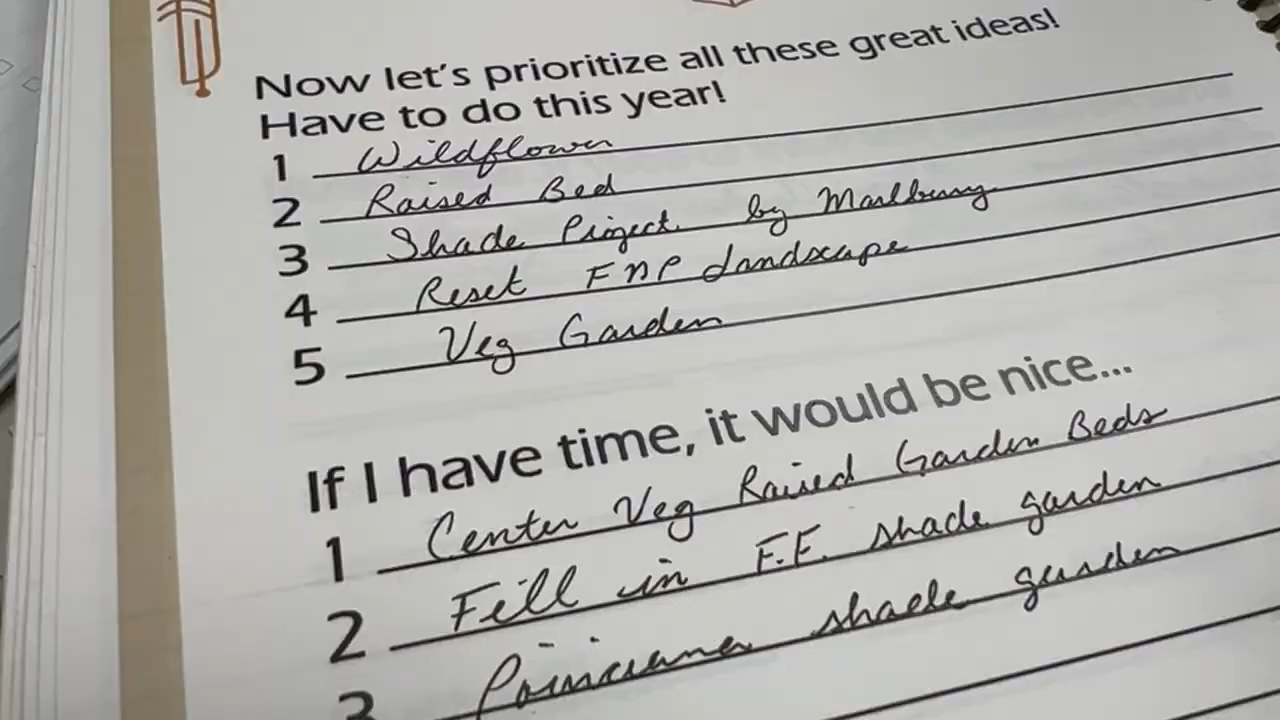 Now let's prioritize all these great ideas!
Have to do this year!
1 Wildflower
2 Raised Bed
3 Shade Project by Marlburry
4 Reset FNP Landscape
5 Veg Garden
If I have time, it would be nice...
1 Center Veg Raised Garden Beds
2 Fill in F.F. shade garden
3 Poinciana shade garden